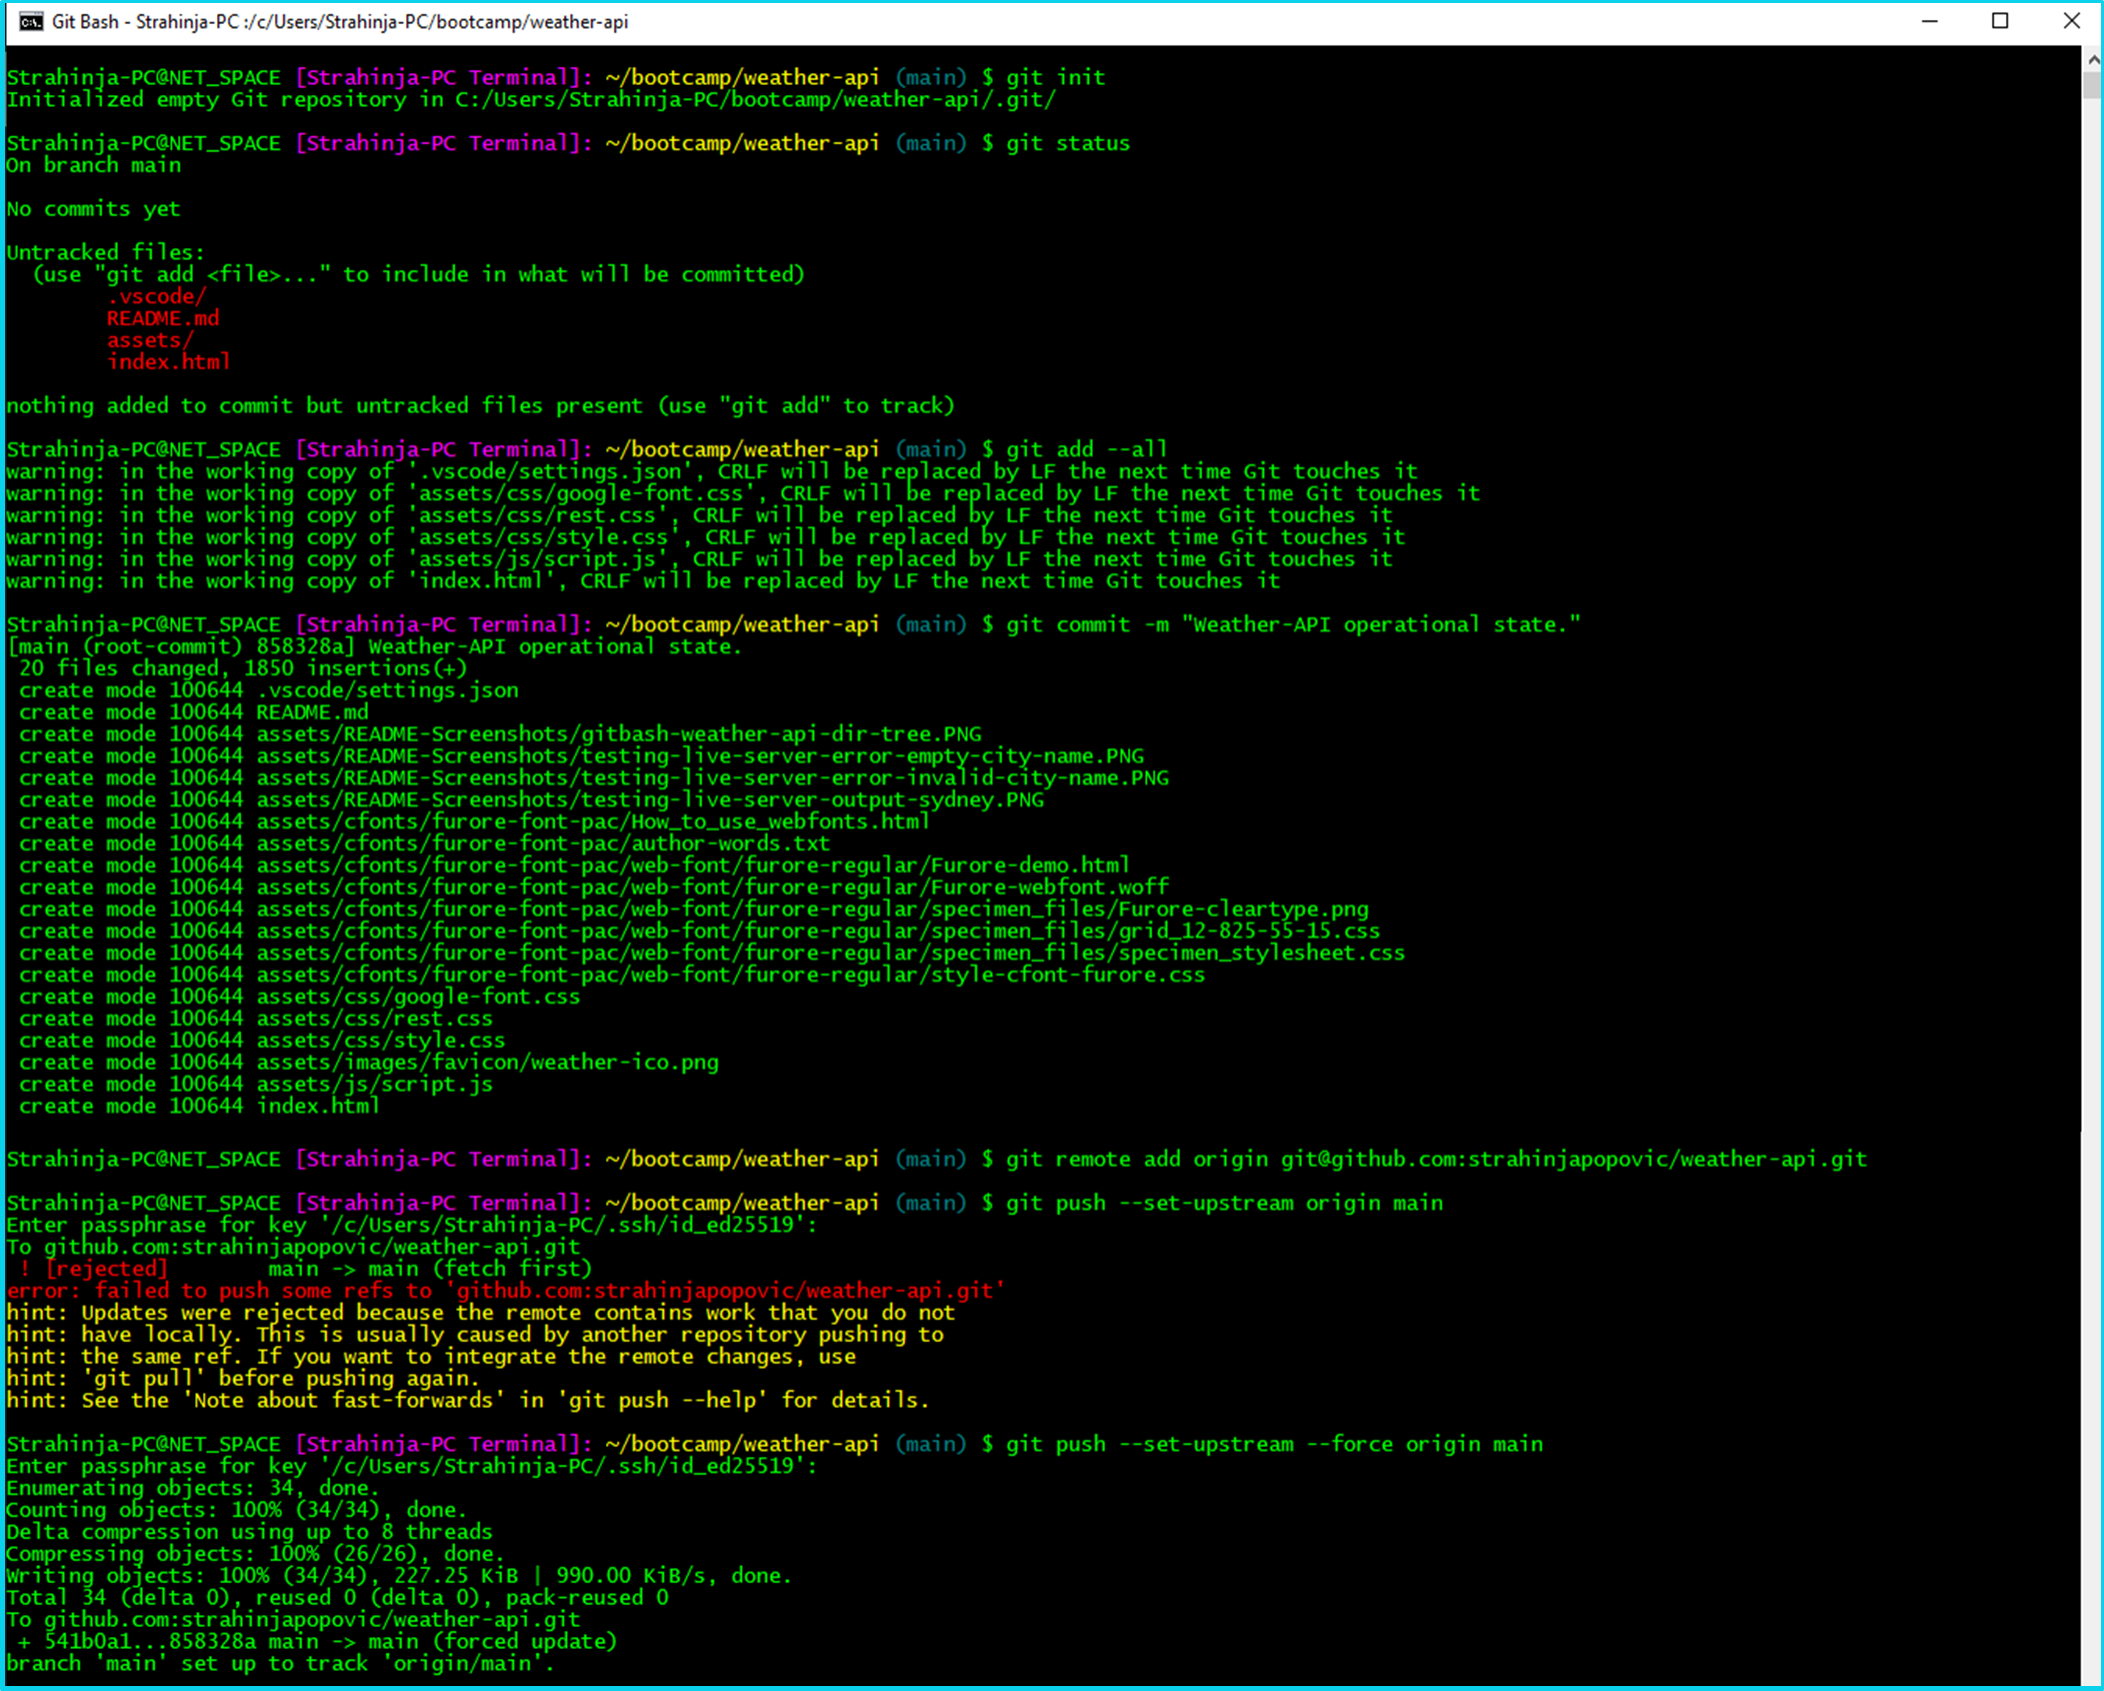 Git Bash - Strahinja-PC :/c/Users/Strahinja-PC/bootcamp/weather-api
Strahinja-PC@NET_SPACE [Strahinja-PC Terminal]: ~/bootcamp/weather-api (main) $ git init
Initialized empty Git repository in C:/Users/Strahinja-PC/bootcamp/weather-api/.git/
Strahinja-PC@NET_SPACE [Strahinja-PC Terminal]: ~/bootcamp/weather-api (main) $ git status
On branch main
No commits yet
Untracked files:
  (use "git add <file>..." to include in what will be committed)
        .vscode/
        README.md
        assets/
        index.html
nothing added to commit but untracked files present (use "git add" to track)
Strahinja-PC@NET_SPACE [Strahinja-PC Terminal]: ~/bootcamp/weather-api (main) $ git add --all
warning: in the working copy of '.vscode/settings.json', CRLF will be replaced by LF the next time Git touches it
warning: in the working copy of 'assets/css/google-font.css', CRLF will be replaced by LF the next time Git touches it
warning: in the working copy of 'assets/css/rest.css', CRLF will be replaced by LF the next time Git touches it
warning: in the working copy of 'assets/css/style.css', CRLF will be replaced by LF the next time Git touches it
warning: in the working copy of 'assets/js/script.js', CRLF will be replaced by LF the next time Git touches it
warning: in the working copy of 'index.html', CRLF will be replaced by LF the next time Git touches it
Strahinja-PC@NET_SPACE [Strahinja-PC Terminal]: ~/bootcamp/weather-api (main) $ git commit -m "Weather-API operational state."
[main (root-commit) 858328a] Weather-API operational state.
 20 files changed, 1850 insertions(+)
 create mode 100644 .vscode/settings.json
 create mode 100644 README.md
 create mode 100644 assets/README-Screenshots/gitbash-weather-api-dir-tree.PNG
 create mode 100644 assets/README-Screenshots/testing-live-server-error-empty-city-name.PNG
 create mode 100644 assets/README-Screenshots/testing-live-server-error-invalid-city-name.PNG
 create mode 100644 assets/README-Screenshots/testing-live-server-output-sydney.PNG
 create mode 100644 assets/cfonts/furore-font-pac/How_to_use_webfonts.html
 create mode 100644 assets/cfonts/furore-font-pac/author-words.txt
 create mode 100644 assets/cfonts/furore-font-pac/web-font/furore-regular/Furore-demo.html
 create mode 100644 assets/cfonts/furore-font-pac/web-font/furore-regular/Furore-webfont.woff
 create mode 100644 assets/cfonts/furore-font-pac/web-font/furore-regular/specimen_files/Furore-cleartype.png
 create mode 100644 assets/cfonts/furore-font-pac/web-font/furore-regular/specimen_files/grid_12-825-55-15.css
 create mode 100644 assets/cfonts/furore-font-pac/web-font/furore-regular/specimen_files/specimen_stylesheet.css
 create mode 100644 assets/cfonts/furore-font-pac/web-font/furore-regular/style-cfont-furore.css
 create mode 100644 assets/css/google-font.css
 create mode 100644 assets/css/rest.css
 create mode 100644 assets/css/style.css
 create mode 100644 assets/images/favicon/weather-ico.png
 create mode 100644 assets/js/script.js
 create mode 100644 index.html
Strahinja-PC@NET_SPACE [Strahinja-PC Terminal]: ~/bootcamp/weather-api (main) $ git remote add origin git@github.com:strahinjapopovic/weather-api.git
Strahinja-PC@NET_SPACE [Strahinja-PC Terminal]: ~/bootcamp/weather-api (main) $ git push --set-upstream origin main
Enter passphrase for key '/c/Users/Strahinja-PC/.ssh/id_ed25519':
To github.com:strahinjapopovic/weather-api.git
 ! [rejected]        main -> main (fetch first)
error: failed to push some refs to 'github.com:strahinjapopovic/weather-api.git'
hint: Updates were rejected because the remote contains work that you do not
hint: have locally. This is usually caused by another repository pushing to
hint: the same ref. If you want to integrate the remote changes, use
hint: 'git pull' before pushing again.
hint: See the 'Note about fast-forwards' in 'git push --help' for details.
Strahinja-PC@NET_SPACE [Strahinja-PC Terminal]: ~/bootcamp/weather-api (main) $ git push --set-upstream --force origin main
Enter passphrase for key '/c/Users/Strahinja-PC/.ssh/id_ed25519':
Enumerating objects: 34, done.
Counting objects: 100% (34/34), done.
Delta compression using up to 8 threads
Compressing objects: 100% (26/26), done.
Writing objects: 100% (34/34), 227.25 KiB | 990.00 KiB/s, done.
Total 34 (delta 0), reused 0 (delta 0), pack-reused 0
To github.com:strahinjapopovic/weather-api.git
 + 541b0a1...858328a main -> main (forced update)
branch 'main' set up to track 'origin/main'.